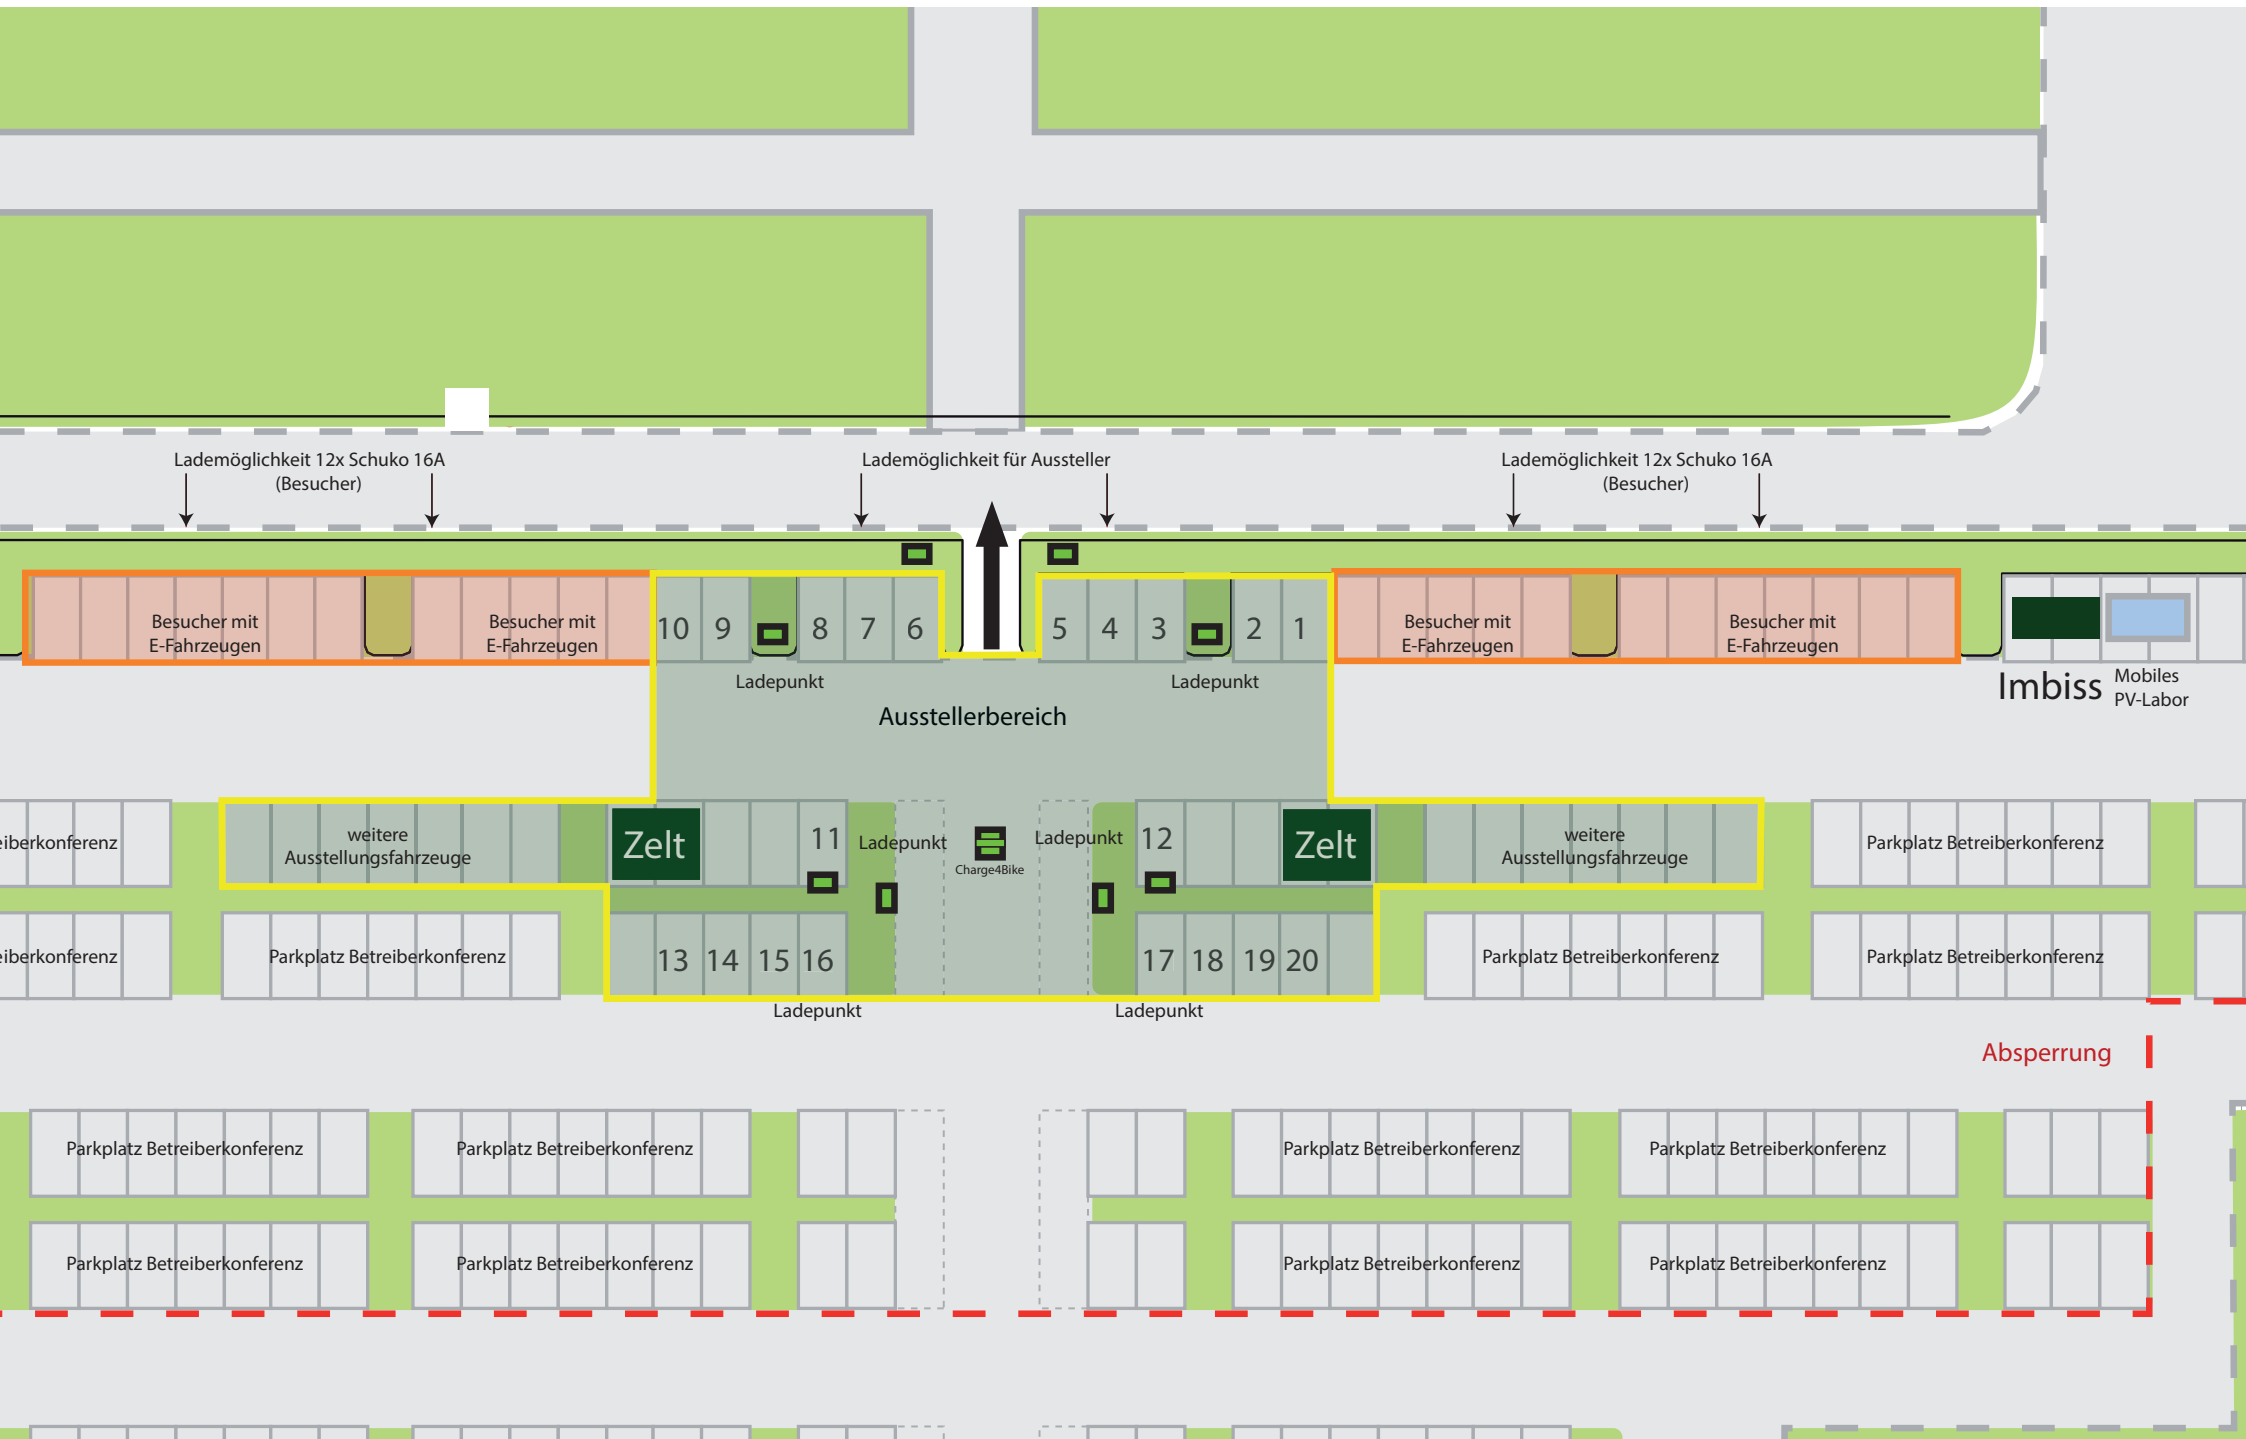 Lademöglichkeit 12x Schuko 16A
(Besucher)
Lademöglichkeit für Aussteller
Lademöglichkeit 12x Schuko 16A
(Besucher)
Besucher mit
E-Fahrzeugen
Besucher mit
E-Fahrzeugen
10 9 8 7 6
5 4 3 2 1
Besucher mit
E-Fahrzeugen
Besucher mit
E-Fahrzeugen
Ladepunkt
Ladepunkt
Imbiss
Mobiles
PV-Labor
Ausstellerbereich
eiberkonferenz
weitere
Ausstellungsfahrzeuge
Zelt
11
Ladepunkt
Charge4Bike
Ladepunkt
12
Zelt
weitere
Ausstellungsfahrzeuge
Parkplatz Betreiberkonferenz
eiberkonferenz
Parkplatz Betreiberkonferenz
13 14 15 16
17 18 19 20
Parkplatz Betreiberkonferenz
Parkplatz Betreiberkonferenz
Ladepunkt
Ladepunkt
Absperrung
Parkplatz Betreiberkonferenz
Parkplatz Betreiberkonferenz
Parkplatz Betreiberkonferenz
Parkplatz Betreiberkonferenz
Parkplatz Betreiberkonferenz
Parkplatz Betreiberkonferenz
Parkplatz Betreiberkonferenz
Parkplatz Betreiberkonferenz